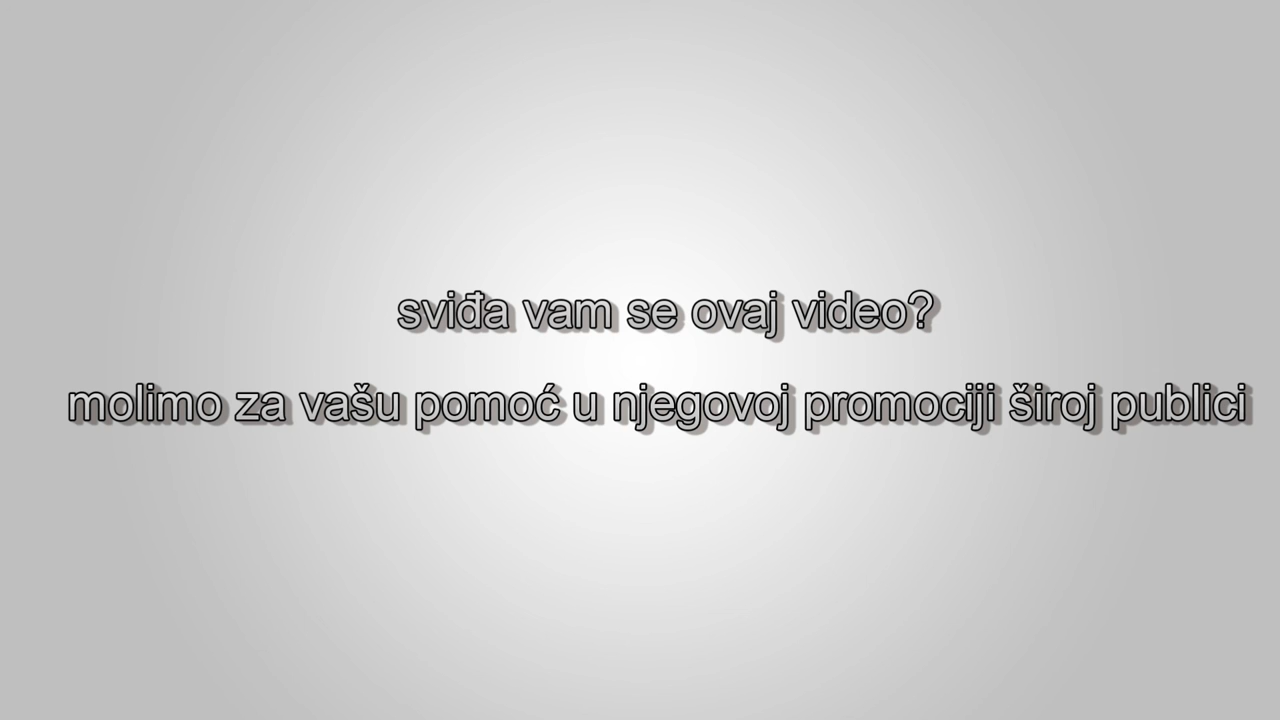 sviđa vam se ovaj video?
molimo za vašu pomoć u njegovoj promociji široj publici